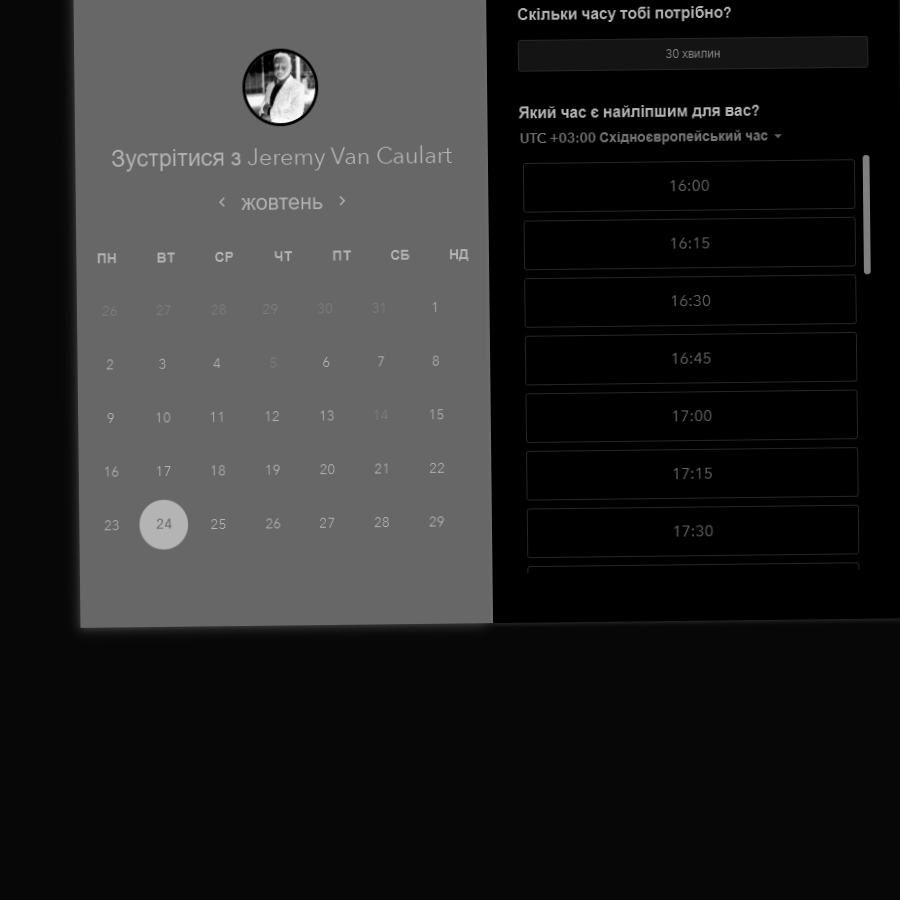 Зустрітися з Jeremy Van Caulart
жовтень
ПН ВТ СР ЧТ ПТ СБ НД
26 27 28 29 30 31 1
2 3 4 5 6 7 8
9 10 11 12 13 14 15
16 17 18 19 20 21 22
23 24 25 26 27 28 29
Скільки часу тобі потрібно?
30 хвилин
Який час є найліпшим для вас?
UTC +03:00 Східноєвропейський час
16:00
16:15
16:30
16:45
17:00
17:15
17:30